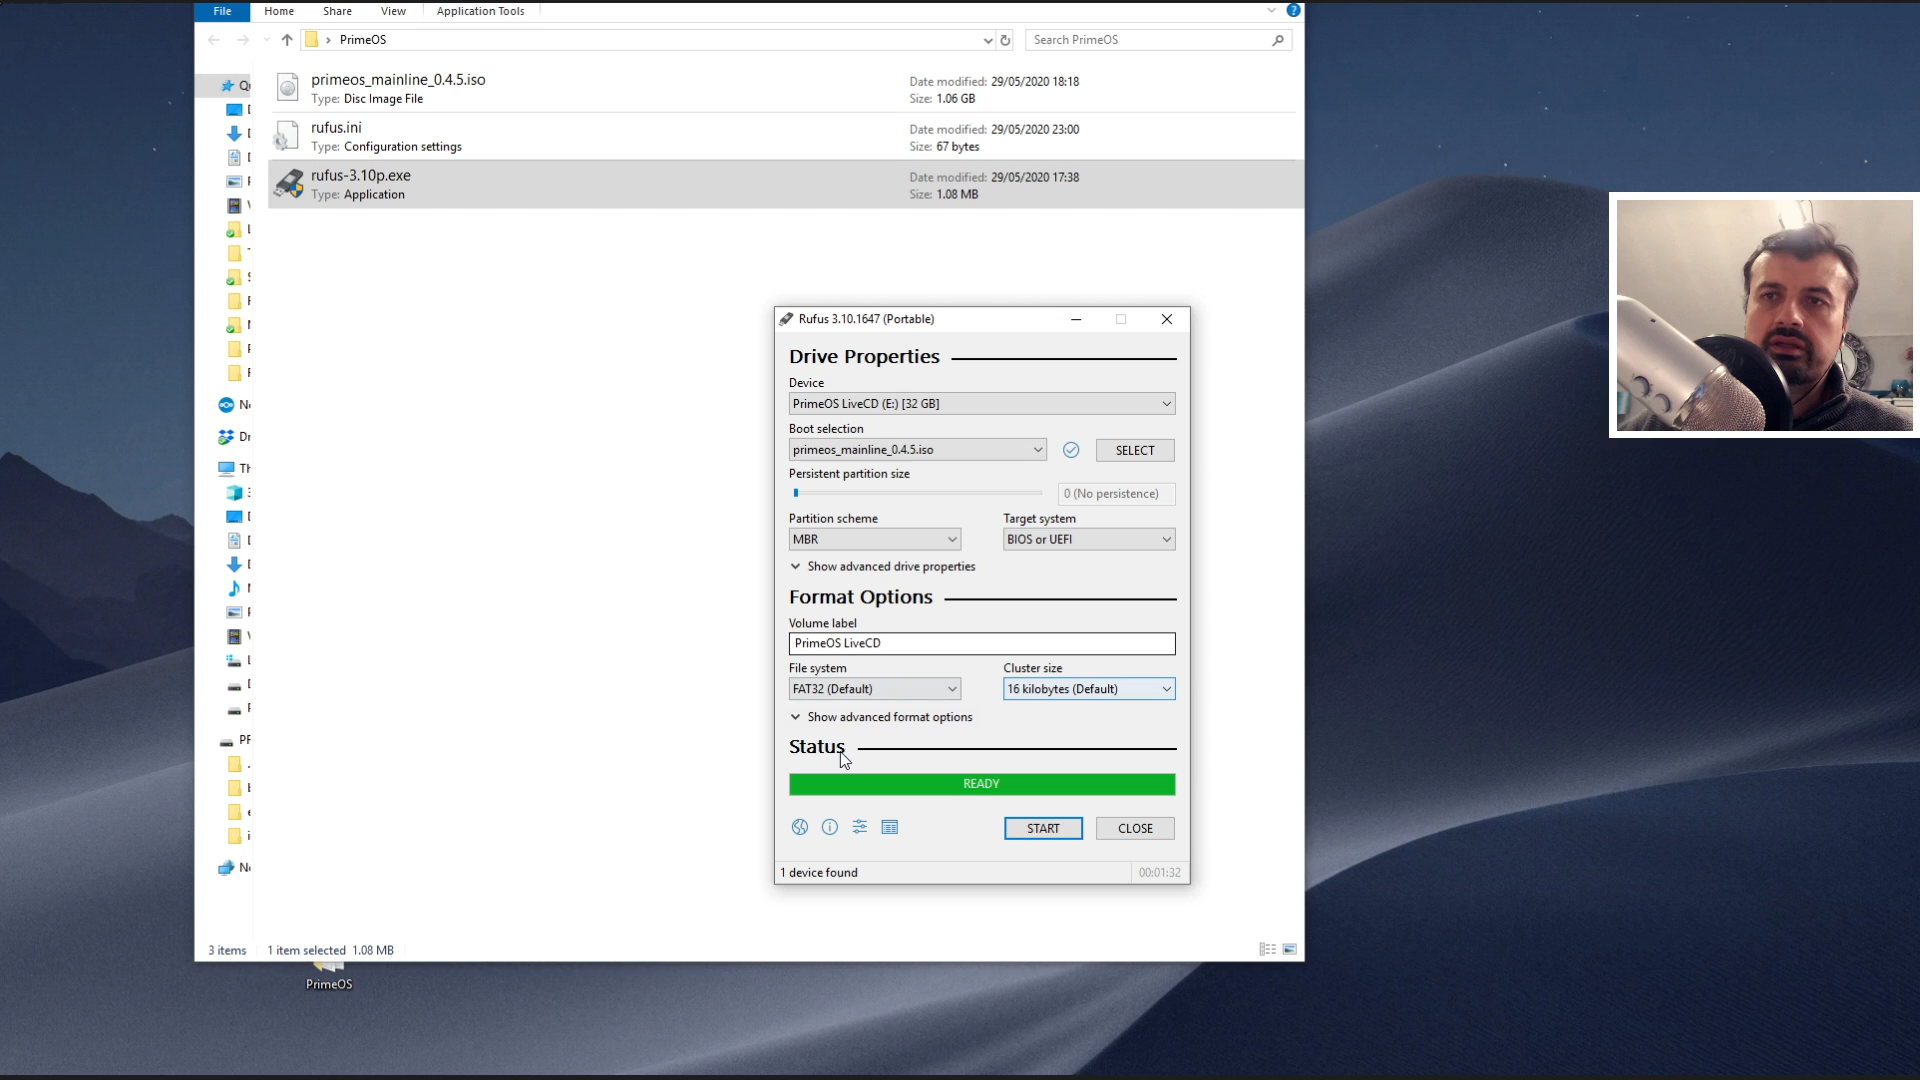 File Home Share View Application Tools
PrimeOS Search PrimeOS
primeos_mainline_0.4.5.iso Date modified: 29/05/2020 18:18
Type: Disc Image File Size: 1.06 GB
rufus.ini Date modified: 29/05/2020 23:00
Type: Configuration settings Size: 67 bytes
rufus-3.10p.exe Date modified: 29/05/2020 17:38
Type: Application Size: 1.08 MB
Rufus 3.10.1647 (Portable)
Drive Properties
Device
PrimeOS LiveCD (E:) [32 GB]
Boot selection
primeos_mainline_0.4.5.iso SELECT
Persistent partition size
0 (No persistence)
Partition scheme Target system
MBR BIOS or UEFI
Show advanced drive properties
Format Options
Volume label
PrimeOS LiveCD
File system Cluster size
FAT32 (Default) 16 kilobytes (Default)
Show advanced format options
Status
READY
START CLOSE
1 device found 00:01:32
3 items 1 item selected 1.08 MB
PrimeOS